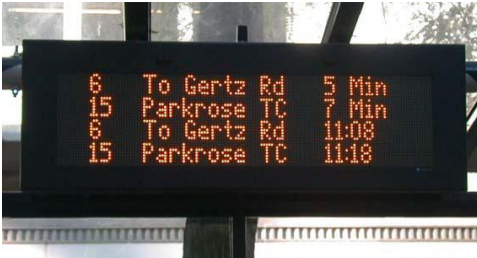 6 To Gertz Rd 5 Min
15 Parkrose TC 7 Min
6 To Gertz Rd 11:08
15 Parkrose TC 11:18